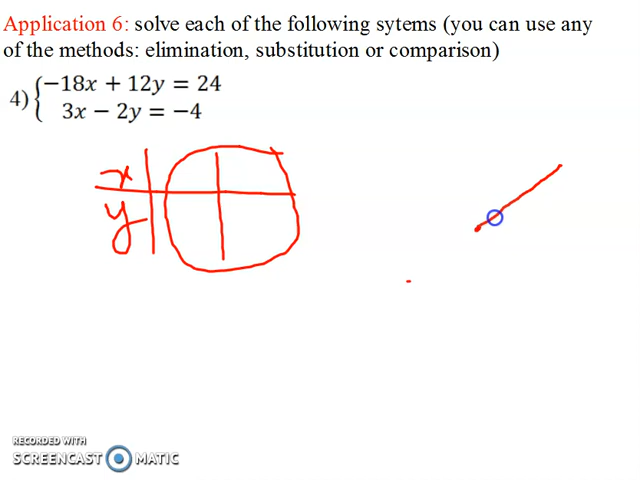 Application 6: solve each of the following sytems (you can use any
of the methods: elimination, substitution or comparison)
4) { −18x + 12y = 24
3x − 2y = −4
x
y
RECORDED WITH
SCREENCAST MATIC